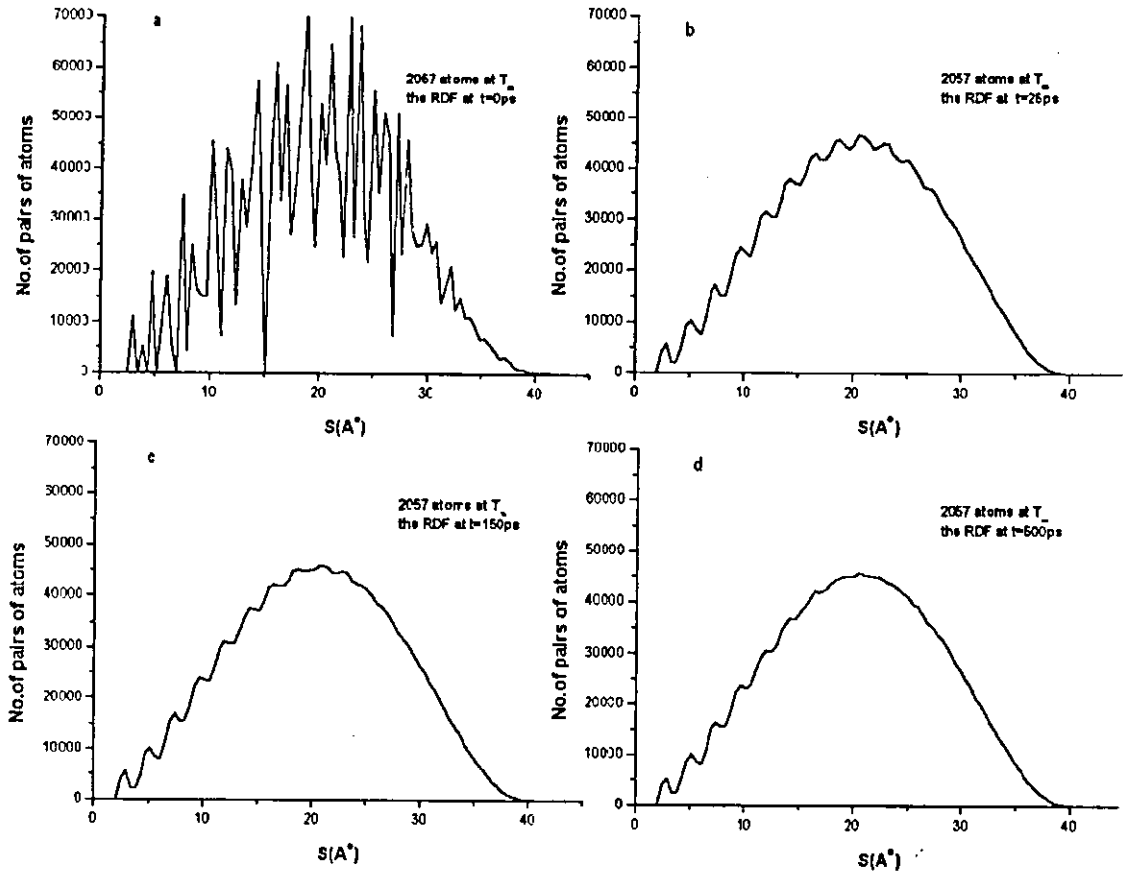 a
2067 atoms at T
the RDF at t=0ps
No.of pairs of atoms
70000
60000
50000
40000
30000
20000
10000
0
0
10
20
30
40
S(A°)
b
2057 atoms at T
the RDF at t=25ps
No.of pairs of atoms
70000
60000
50000
40000
30000
20000
10000
0
0
10
20
30
40
S(A°)
c
2057 atoms at T
the RDF at t=150ps
No.of pairs of atoms
70000
60000
50000
40000
30000
20000
10000
0
0
10
20
30
40
S(A°)
d
2057 atoms at T
the RDF at t=500ps
No.of pairs of atoms
70000
60000
50000
40000
30000
20000
10000
0
0
10
20
30
40
S(A°)